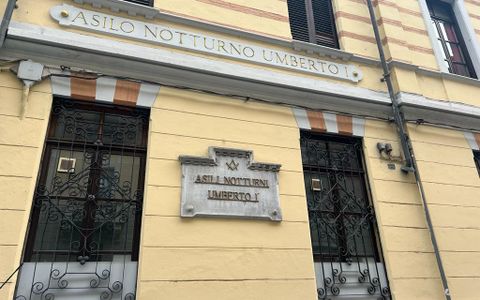 ASILO NOTTURNO UMBERTO I
ASILI NOTTURNI
UMBERTO I